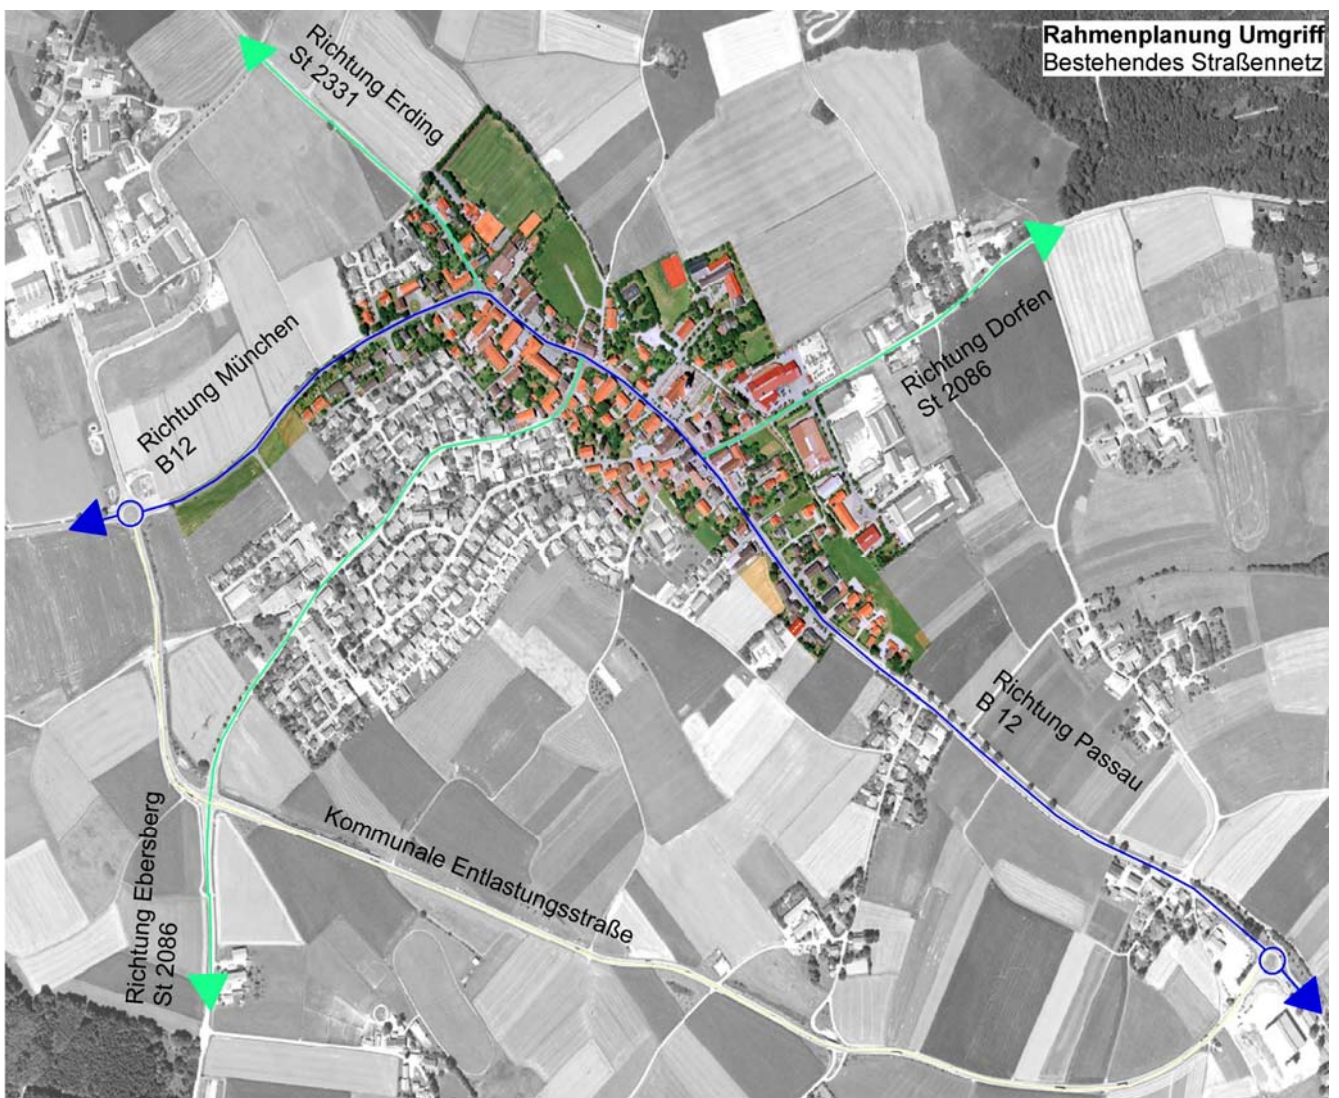 Rahmenplanung Umgriff
Bestehendes Straßennetz
Richtung Erding
St 2331
Richtung München
B12
Richtung Dorfen
St 2086
Richtung Passau
B 12
Kommunale Entlastungsstraße
Richtung Ebersberg
St 2086